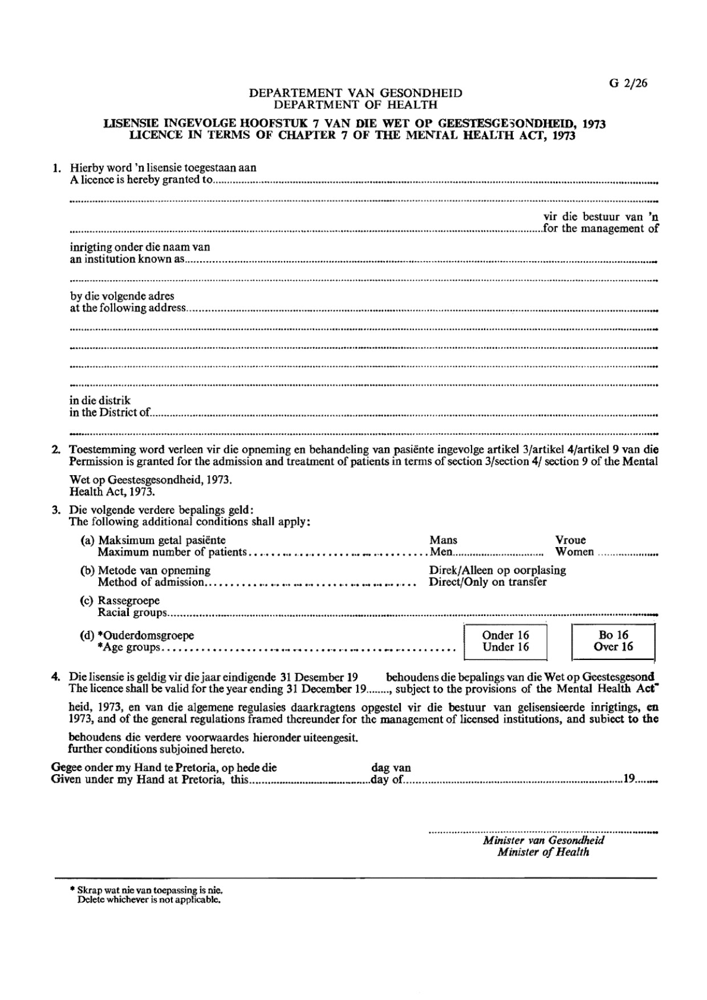 G 2/26
DEPARTEMENT VAN GESONDHEID
DEPARTMENT OF HEALTH
LISENSIE INGEVOLGE HOOFSTUK 7 VAN DIE WET OP GEESTESGESONDHEID, 1973
LICENCE IN TERMS OF CHAPTER 7 OF THE MENTAL HEALTH ACT, 1973
1. Hierby word 'n lisensie toegestaan aan
A licence is hereby granted to
vir die bestuur van 'n
for the management of
inrigting onder die naam van
an institution known as
by die volgende adres
at the following address
in die distrik
in the District of
2. Toestemming word verleen vir die opneming en behandeling van pasiënte ingevolge artikel 3/artikel 4/artikel 9 van die
Permission is granted for the admission and treatment of patients in terms of section 3/section 4/ section 9 of the Mental
Wet op Geestesgesondheid, 1973.
Health Act, 1973.
3. Die volgende verdere bepalings geld:
The following additional conditions shall apply:
(a) Maksimum getal pasiënte Mans Vroue
Maximum number of patients Men Women
(b) Metode van opneming Direk/Alleen op oorplasing
Method of admission Direct/Only on transfer
(c) Rassegroepe
Racial groups
(d) *Ouderdomsgroepe Onder 16 Bo 16
*Age groups Under 16 Over 16
4. Die lisensie is geldig vir die jaar eindigende 31 Desember 19 behoudens die bepalings van die Wet op Geestesgesond-
The licence shall be valid for the year ending 31 December 19........, subject to the provisions of the Mental Health Act
heid, 1973, en van die algemene regulasies daarkragtens opgestel vir die bestuur van gelisensieerde inrigtings, en
1973, and of the general regulations framed thereunder for the management of licensed institutions, and subject to the
behoudens die verdere voorwaardes hieronder uiteengesit.
further conditions subjoined hereto.
Gegee onder my Hand te Pretoria, op hede die dag van
Given under my Hand at Pretoria, this day of 19
Minister van Gesondheid
Minister of Health
* Skrap wat nie van toepassing is nie.
Delete whichever is not applicable.